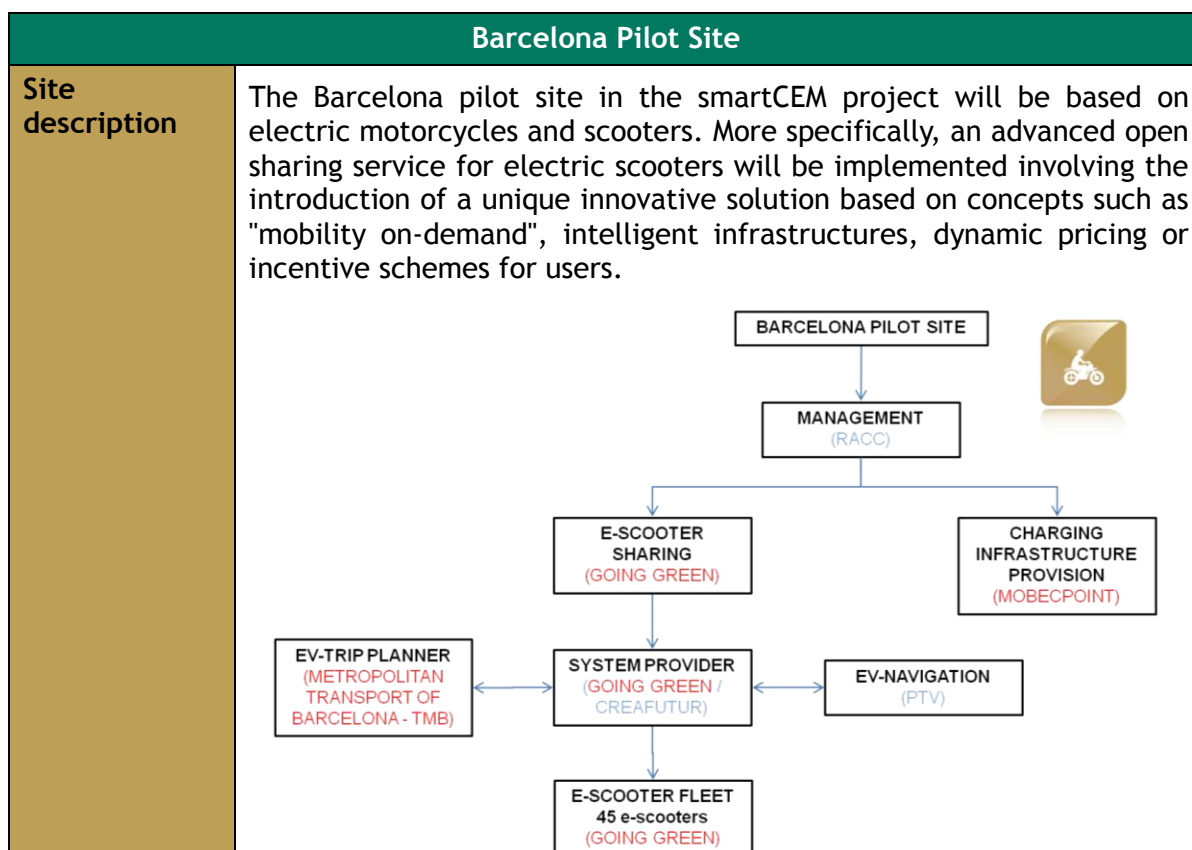 Barcelona Pilot Site
Site
description
The Barcelona pilot site in the smartCEM project will be based on
electric motorcycles and scooters. More specifically, an advanced open
sharing service for electric scooters will be implemented involving the
introduction of a unique innovative solution based on concepts such as
"mobility on-demand", intelligent infrastructures, dynamic pricing or
incentive schemes for users.
BARCELONA PILOT SITE
MANAGEMENT
(RACC)
E-SCOOTER
SHARING
(GOING GREEN)
CHARGING
INFRASTRUCTURE
PROVISION
(MOBECPOINT)
EV-TRIP PLANNER
(METROPOLITAN
TRANSPORT OF
BARCELONA - TMB)
SYSTEM PROVIDER
(GOING GREEN /
CREAFUTUR)
EV-NAVIGATION
(PTV)
E-SCOOTER FLEET
45 e-scooters
(GOING GREEN)